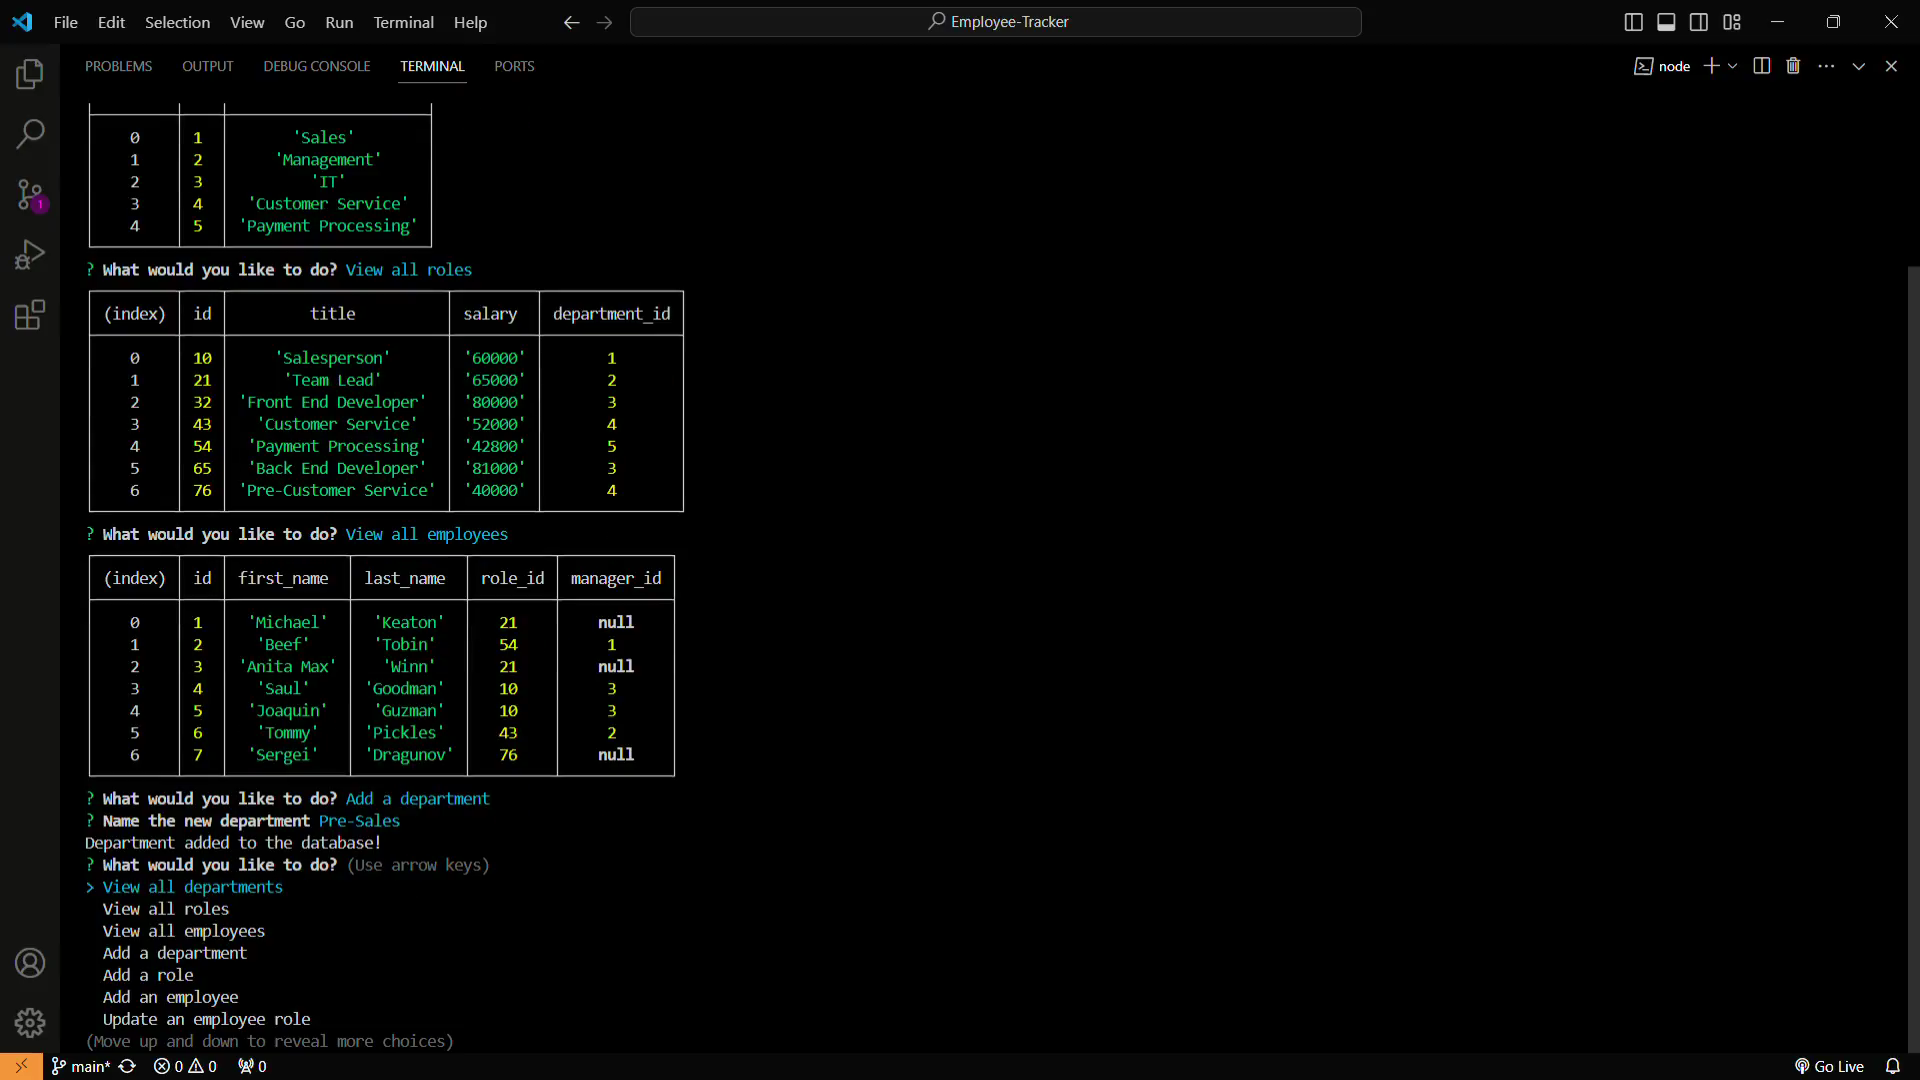 File Edit Selection View Go Run Terminal Help Employee-Tracker
PROBLEMS OUTPUT DEBUG CONSOLE TERMINAL PORTS node
0 1 'Sales'
1 2 'Management'
2 3 'IT'
3 4 'Customer Service'
4 5 'Payment Processing'
? What would you like to do? View all roles
(index) id title salary department_id
0 10 'Salesperson' '60000' 1
1 21 'Team Lead' '65000' 2
2 32 'Front End Developer' '80000' 3
3 43 'Customer Service' '52000' 4
4 54 'Payment Processing' '42800' 5
5 65 'Back End Developer' '81000' 3
6 76 'Pre-Customer Service' '40000' 4
? What would you like to do? View all employees
(index) id first_name last_name role_id manager_id
0 1 'Michael' 'Keaton' 21 null
1 2 'Beef' 'Tobin' 54 1
2 3 'Anita Max' 'Winn' 21 null
3 4 'Saul' 'Goodman' 10 3
4 5 'Joaquin' 'Guzman' 10 3
5 6 'Tommy' 'Pickles' 43 2
6 7 'Sergei' 'Dragunov' 76 null
? What would you like to do? Add a department
? Name the new department Pre-Sales
Department added to the database!
? What would you like to do? (Use arrow keys)
> View all departments
View all roles
View all employees
Add a department
Add a role
Add an employee
Update an employee role
(Move up and down to reveal more choices)
1
main* 0 0 0 Go Live